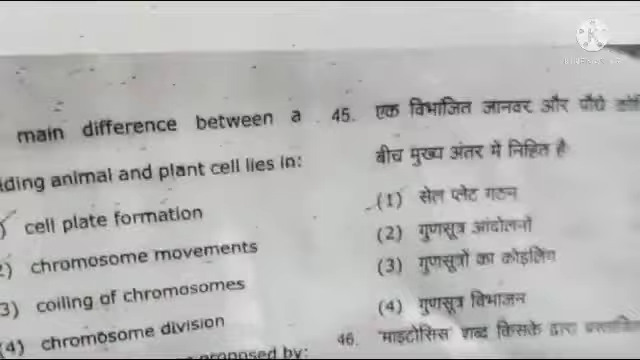 main difference between a
ding animal and plant cell lies in:
cell plate formation
2) chromosome movements
3) coiling of chromosomes
(4) chromosome division
proposed by:
45. एक विभाजित जानवर और पौधे
बीच मुख्य अंतर में निहित है
(1) सेल प्लेट गठन
(2) गुणसूत्र आंदोलनों
(3) गुणसूत्रों का कोइलिंग
(4) गुणसूत्र विभाजन
46. 'माइटोसिस' शब्द किसके द्वारा